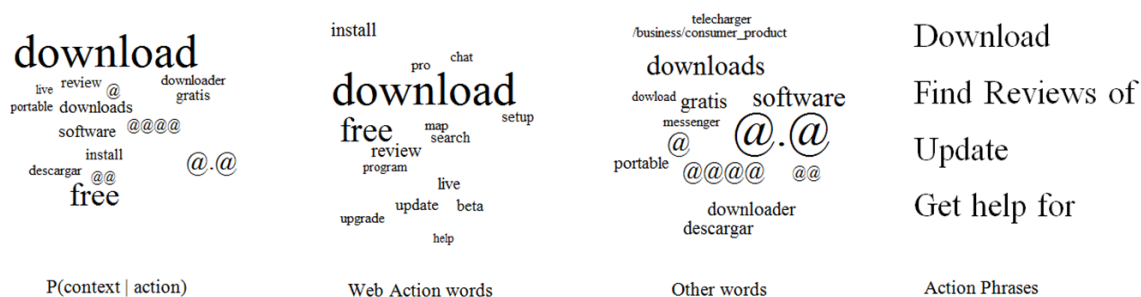 download
live review @ downloader
gratis
portable downloads
software @@@@
install
descargar @@ @.@
free
P(context | action)
install
pro chat
download
setup
free map
search
review
program
live
update beta
upgrade
help
Web Action words
telecharger
/business/consumer_product
downloads
dowload gratis software
messenger
@ @.@
portable @@@@ @@
downloader
descargar
Other words
Download
Find Reviews of
Update
Get help for
Action Phrases